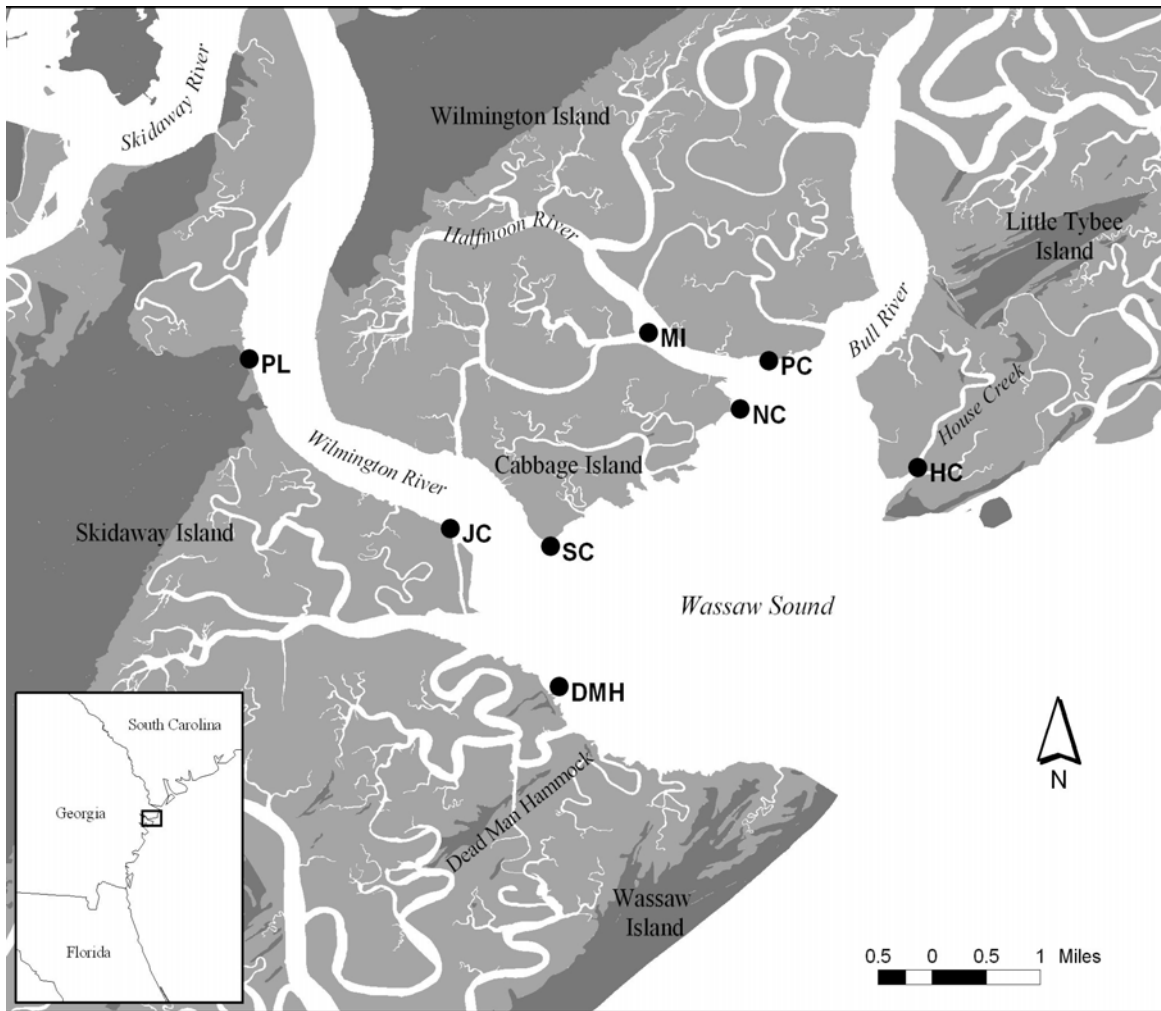 Skidaway River
Wilmington Island
Halfmoon River
Little Tybee
Island
Bull River
MI
PC
PL
NC
House Creek
Wilmington River
Cabbage Island
HC
Skidaway Island
JC
SC
Wassaw Sound
DMH
N
Dead Man Hammock
Wassaw
Island
South Carolina
Georgia
Florida
0.5 0 0.5 1 Miles